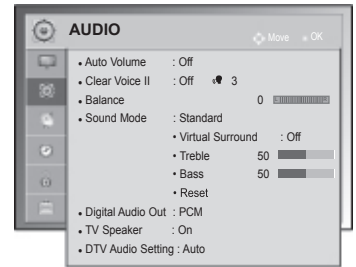 AUDIO
Move OK
• Auto Volume : Off
• Clear Voice II : Off 3
• Balance 0
• Sound Mode : Standard
• Virtual Surround : Off
• Treble 50
• Bass 50
• Reset
• Digital Audio Out : PCM
• TV Speaker : On
• DTV Audio Setting : Auto